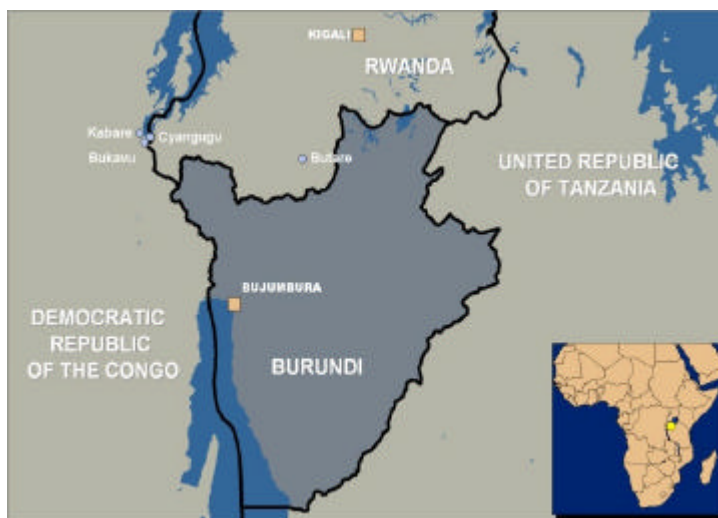 KIGALI
RWANDA
Kabare
Cyangugu
Bukavu
Butare
UNITED REPUBLIC
OF TANZANIA
BUJUMBURA
DEMOCRATIC
REPUBLIC
OF THE CONGO
BURUNDI